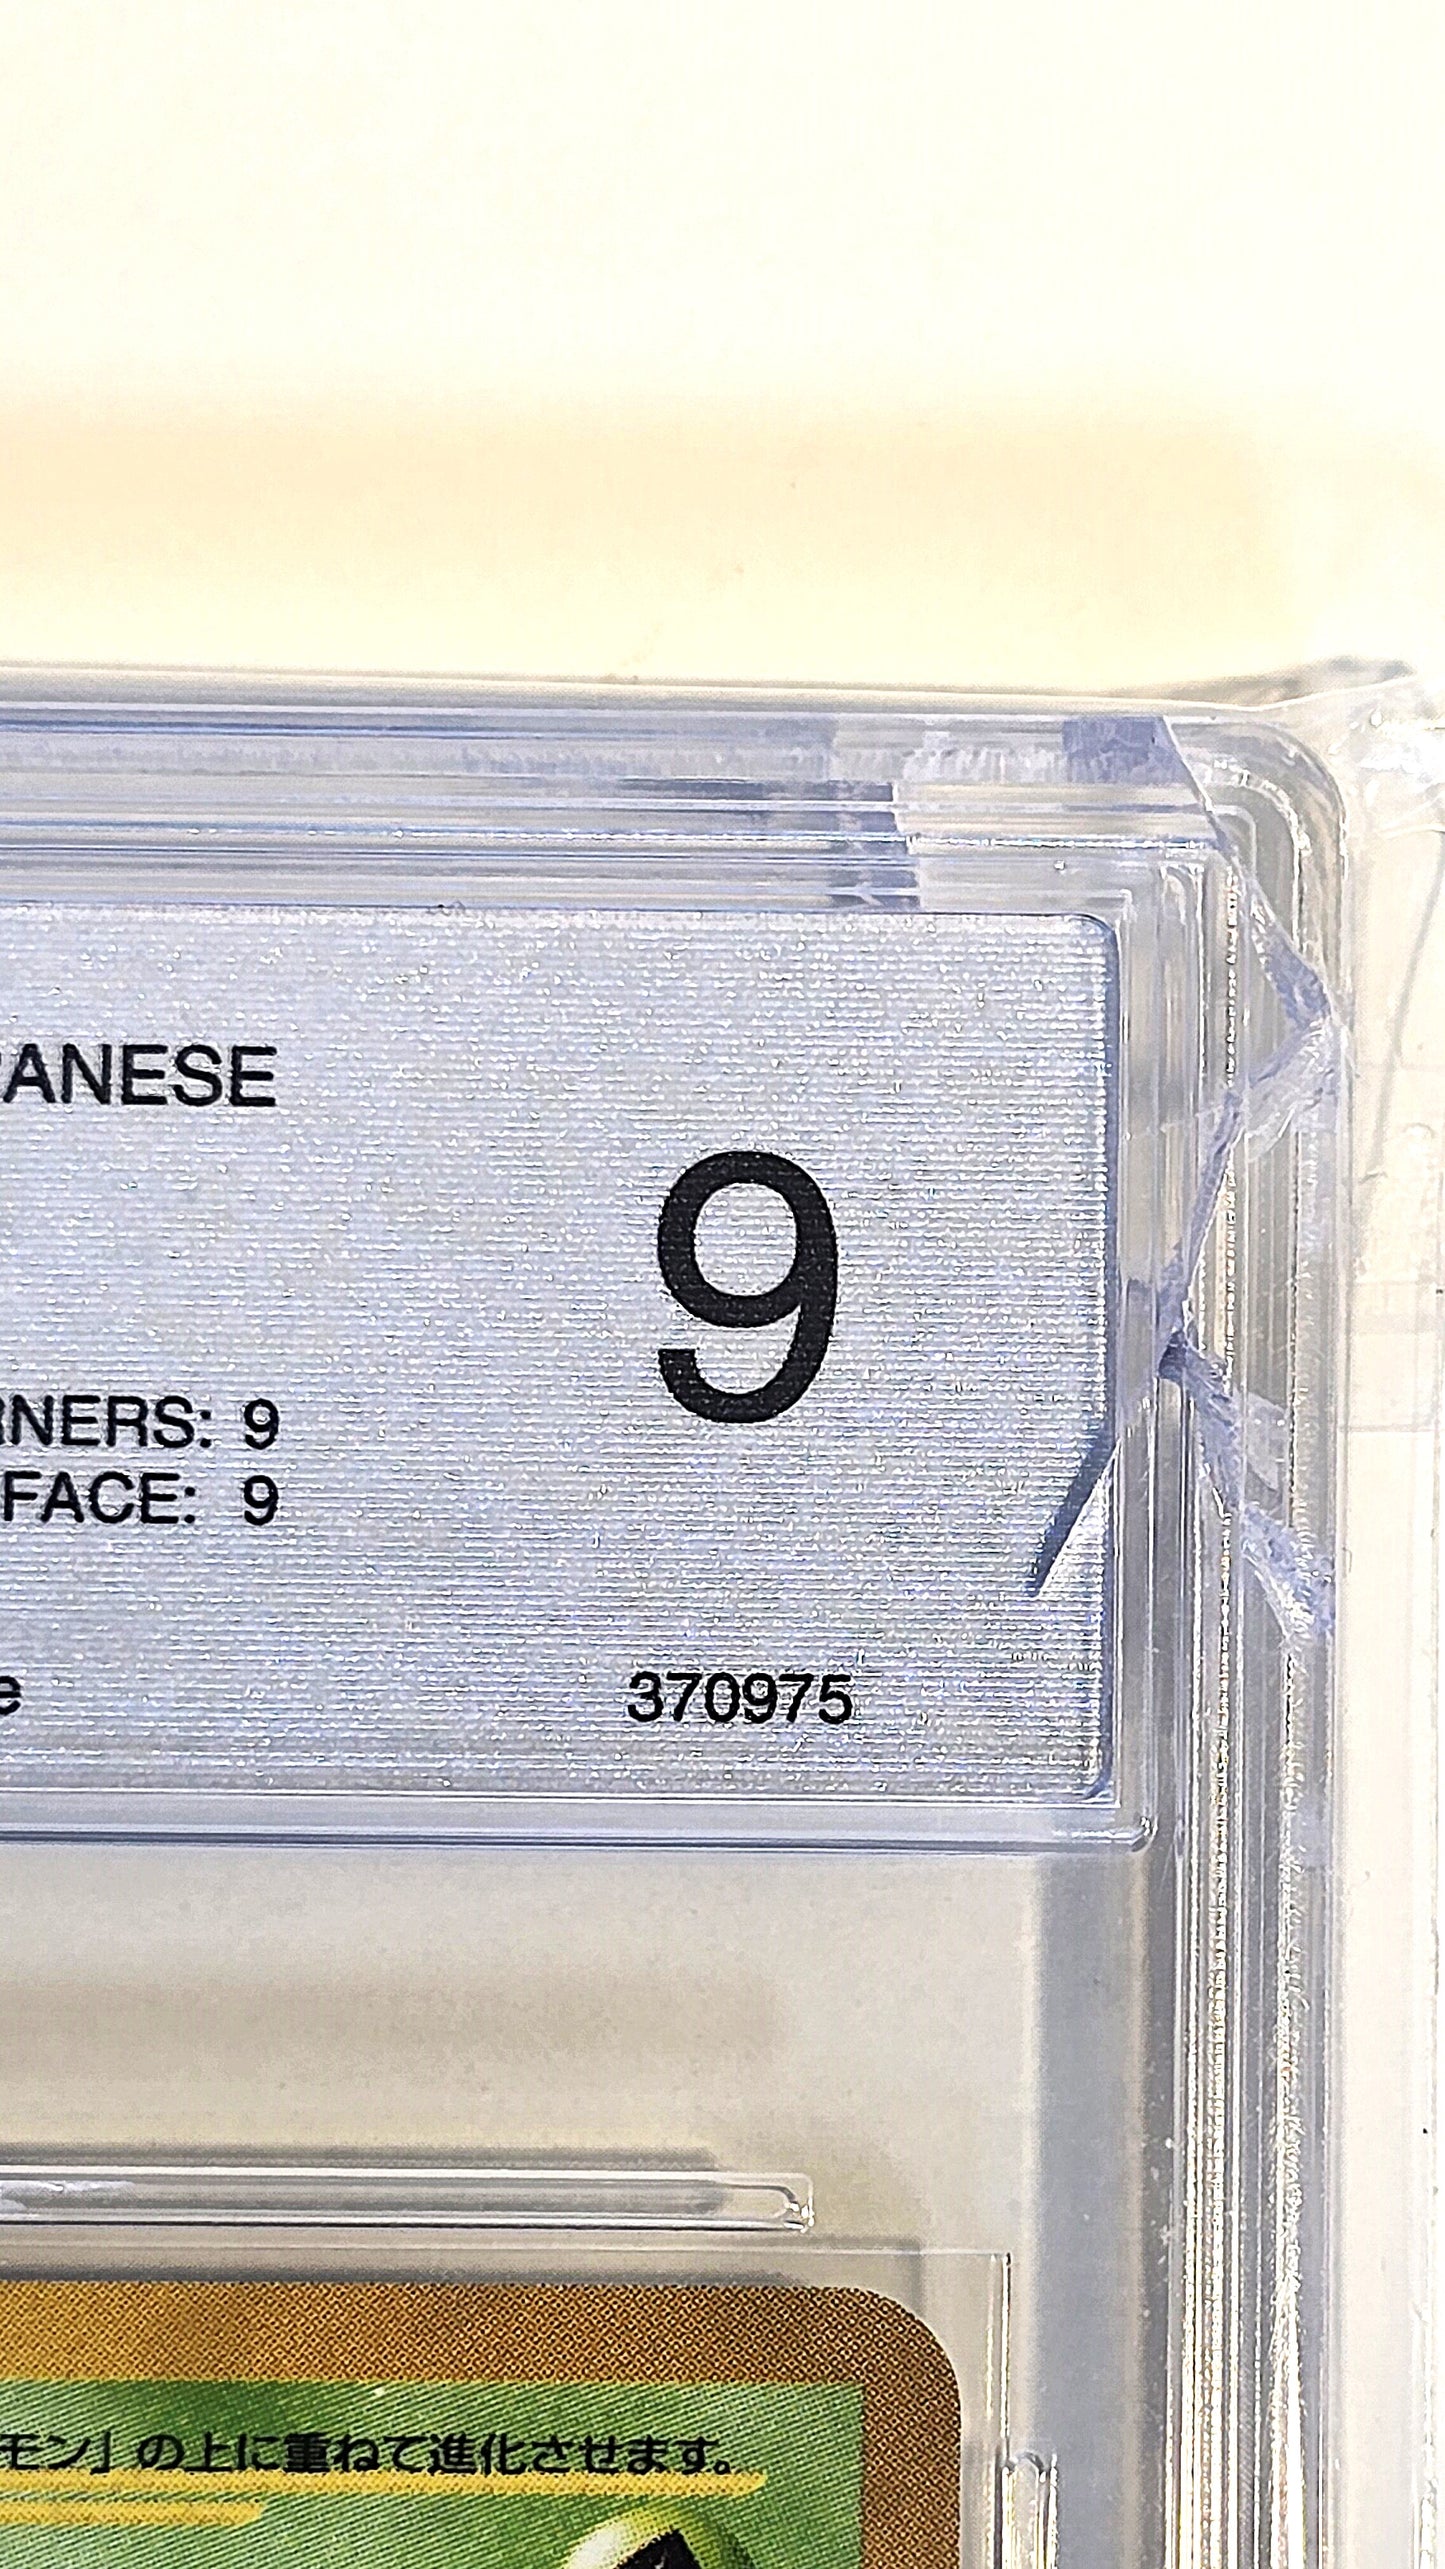 PANESE
9
RNERS: 9
FACE: 9
e
370975
モン」の上に重ねて進化させます。